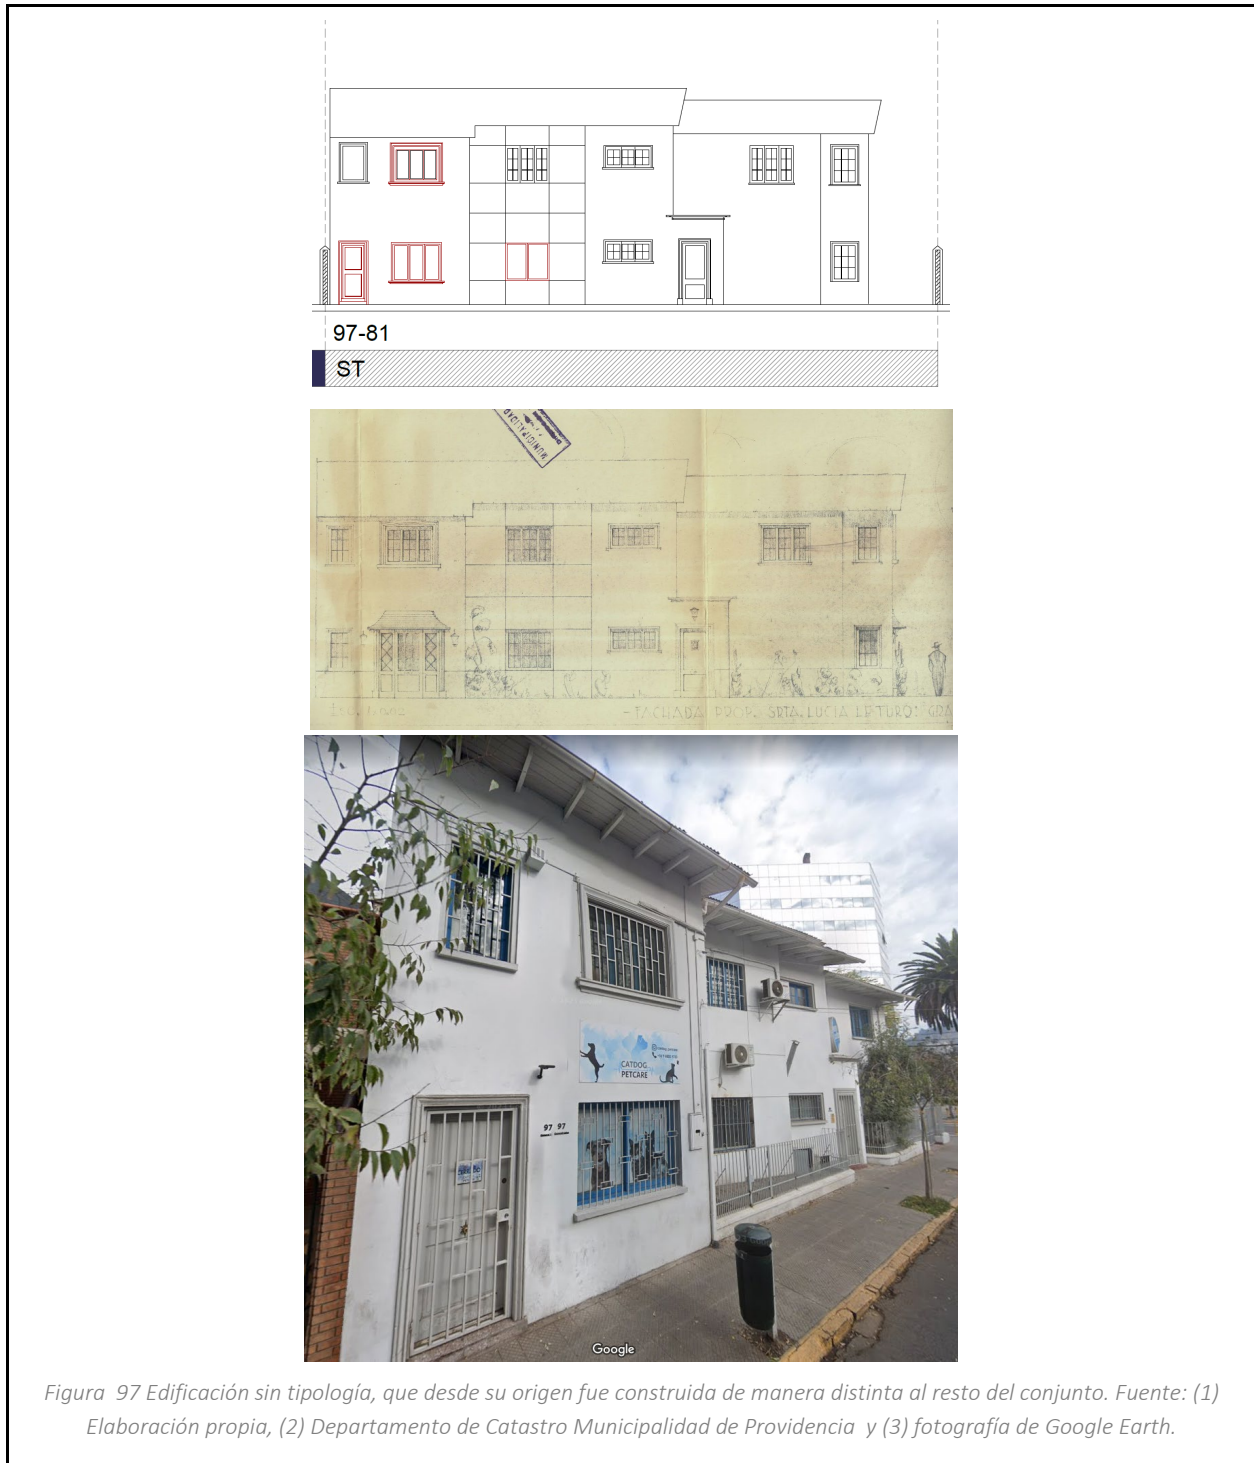 97-81
ST
MUNICIPALIDAD
- FACHADA PROP. SRTA. LUCIA LETURQ:
CATDOG
PETCARE
97 97
Google
Figura 97 Edificación sin tipología, que desde su origen fue construida de manera distinta al resto del conjunto. Fuente: (1)
Elaboración propia, (2) Departamento de Catastro Municipalidad de Providencia y (3) fotografía de Google Earth.